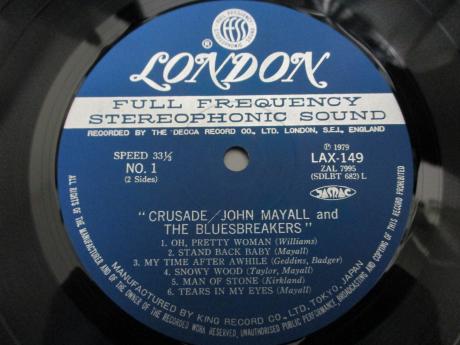 FULL FREQUENCY
ffss
STEREOPHONIC
®
LONDON
FULL FREQUENCY
STEREOPHONIC SOUND
RECORDED BY THE DECCA RECORD CO., LTD. LONDON, S.E.I., ENGLAND
SPEED 33⅓
NO. 1
(2 Sides)
℗ 1979
LAX-149
ZAL 7995
(SDLBT 682) L
JASRAC
"CRUSADE/JOHN MAYALL and
THE BLUESBREAKERS"
1. OH, PRETTY WOMAN (Williams)
2. STAND BACK BABY (Mayall)
3. MY TIME AFTER AWHILE (Geddins, Badger)
4. SNOWY WOOD (Taylor, Mayall)
5. MAN OF STONE (Kirkland)
6. TEARS IN MY EYES (Mayall)
MANUFACTURED BY KING RECORD CO., LTD, TOKYO, JAPAN
ALL RIGHTS OF THE MANUFACTURER AND OF THE OWNER OF THE RECORDED WORK RESERVED, UNAUTHORISED PUBLIC PERFORMANCE, BROADCASTING AND COPYING OF THIS RECORD PROHIBITED